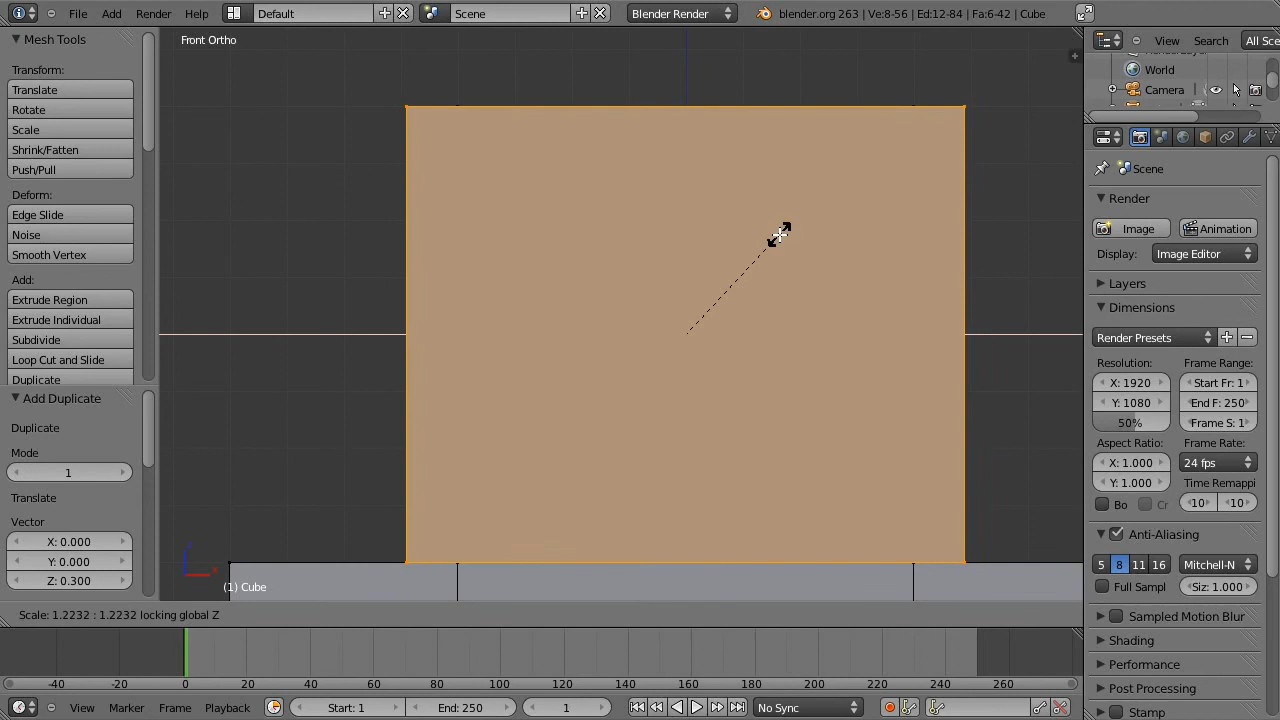 File Add Render Help Default Scene Blender Render blender.org 263 | Ve:8-56 | Ed:12-84 | Fa:6-42 | Cube
Mesh Tools
Transform:
Translate
Rotate
Scale
Shrink/Fatten
Push/Pull
Deform:
Edge Slide
Noise
Smooth Vertex
Add:
Extrude Region
Extrude Individual
Subdivide
Loop Cut and Slide
Duplicate
Add Duplicate
Duplicate
Mode
1
Translate
Vector
X: 0.000
Y: 0.000
Z: 0.300
Front Ortho
(1) Cube
Scale: 1.2232 : 1.2232 locking global Z
View Search All Sce
World
Camera
Scene
Render
Image Animation
Display: Image Editor
Layers
Dimensions
Render Presets
Resolution: Frame Range:
X: 1920 Start Fr: 1
Y: 1080 End F: 250
50% Frame S: 1
Aspect Ratio: Frame Rate:
X: 1.000 24 fps
Y: 1.000 Time Remappi
Bo Cr 10 10
Anti-Aliasing
5 8 11 16 Mitchell-N
Full Sampl Siz: 1.000
Sampled Motion Blur
Shading
Performance
Post Processing
Stamp
-40 -20 0 20 40 60 80 100 120 140 160 180 200 220 240 260
View Marker Frame Playback Start: 1 End: 250 1 No Sync